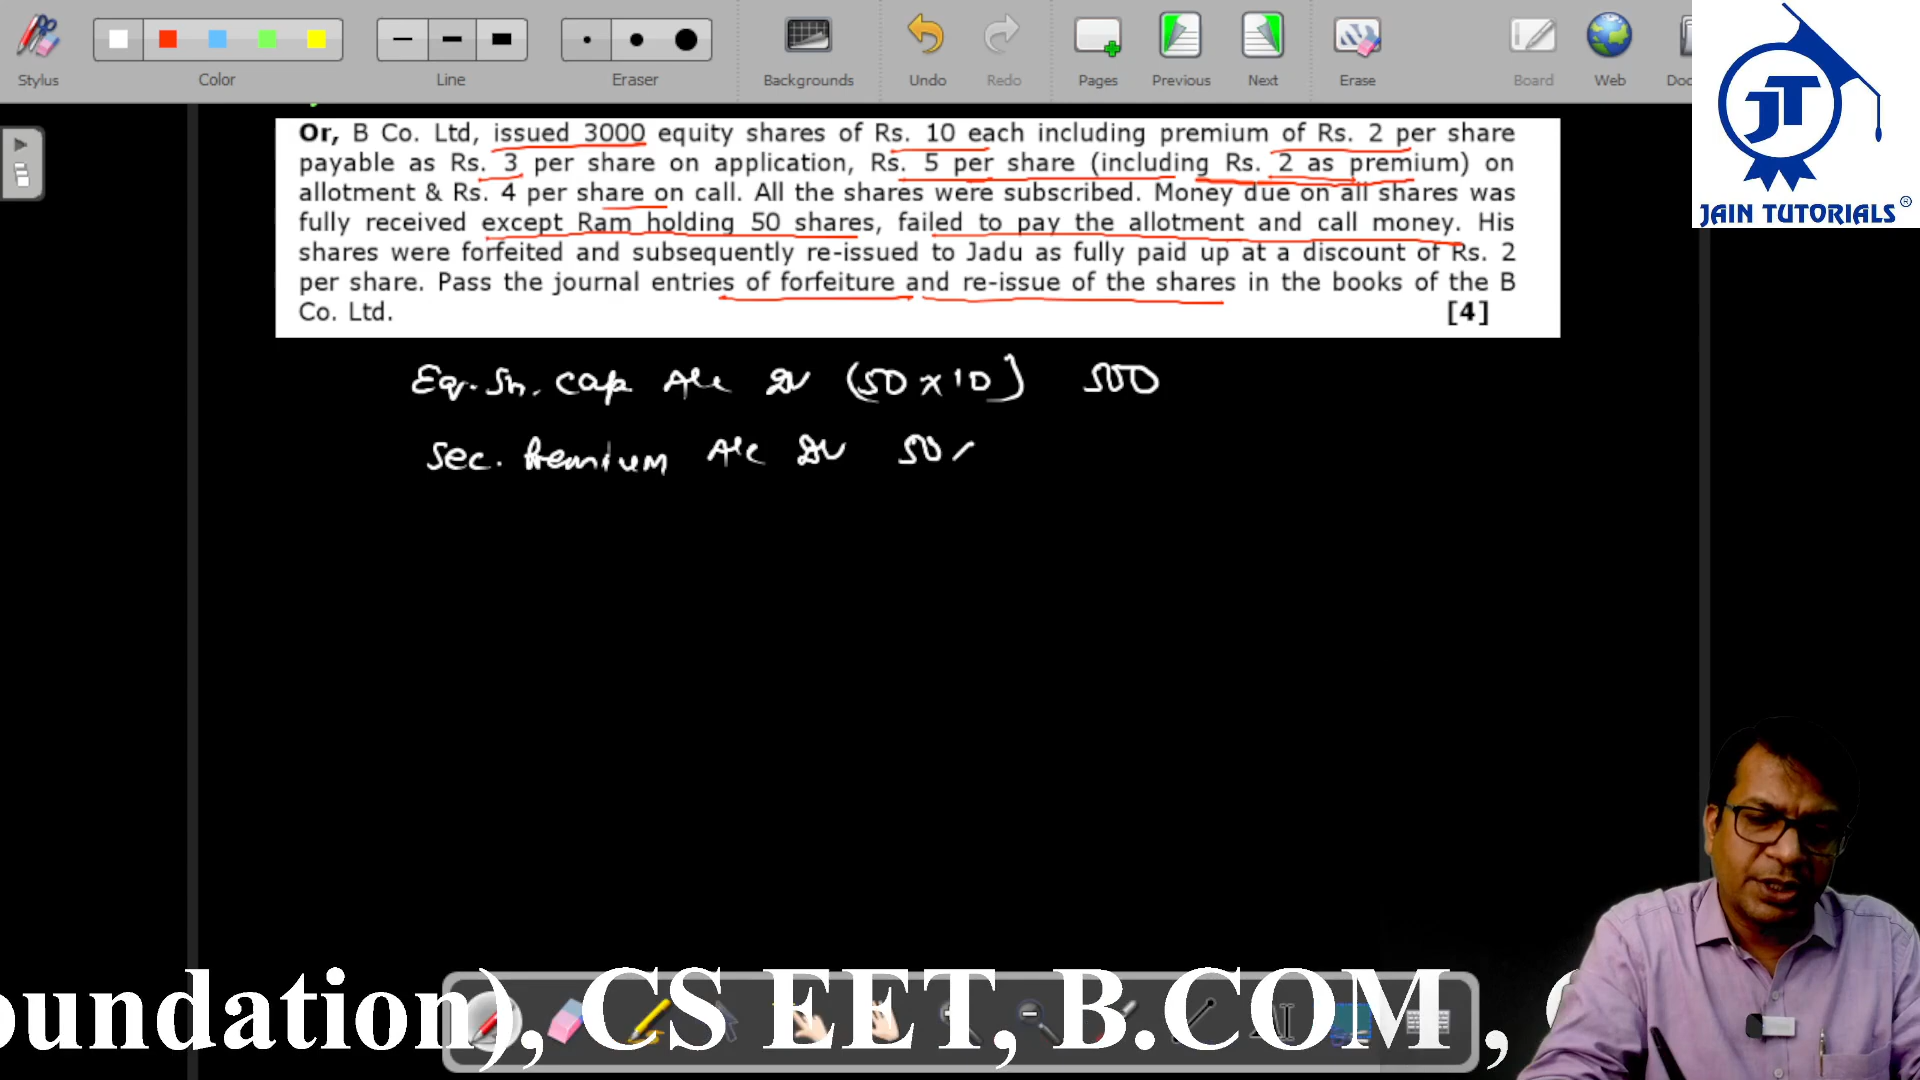 Stylus
Color
Line
Eraser
Backgrounds
Undo
Redo
Pages
Previous
Next
Erase
Board
Web
JT
JAIN TUTORIALS®
Or, B Co. Ltd, issued 3000 equity shares of Rs. 10 each including premium of Rs. 2 per share
payable as Rs. 3 per share on application, Rs. 5 per share (including Rs. 2 as premium) on
allotment & Rs. 4 per share on call. All the shares were subscribed. Money due on all shares was
fully received except Ram holding 50 shares, failed to pay the allotment and call money. His
shares were forfeited and subsequently re-issued to Jadu as fully paid up at a discount of Rs. 2
per share. Pass the journal entries of forfeiture and re-issue of the shares in the books of the B
Co. Ltd. [4]
Eq. Sh. Cap A/c Dr (50 x 10) 500
Sec. Premium A/c Dr 50
oundation), CS EET, B.COM ,